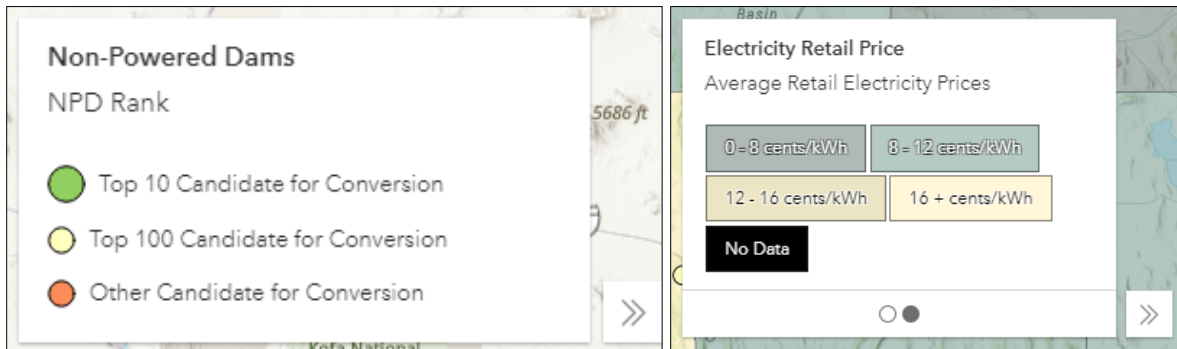 Non-Powered Dams
NPD Rank
5686 ft
Top 10 Candidate for Conversion
Top 100 Candidate for Conversion
Other Candidate for Conversion
Kofa National
Basin
Electricity Retail Price
Average Retail Electricity Prices
0 - 8 cents/kWh
8 - 12 cents/kWh
12 - 16 cents/kWh
16 + cents/kWh
No Data